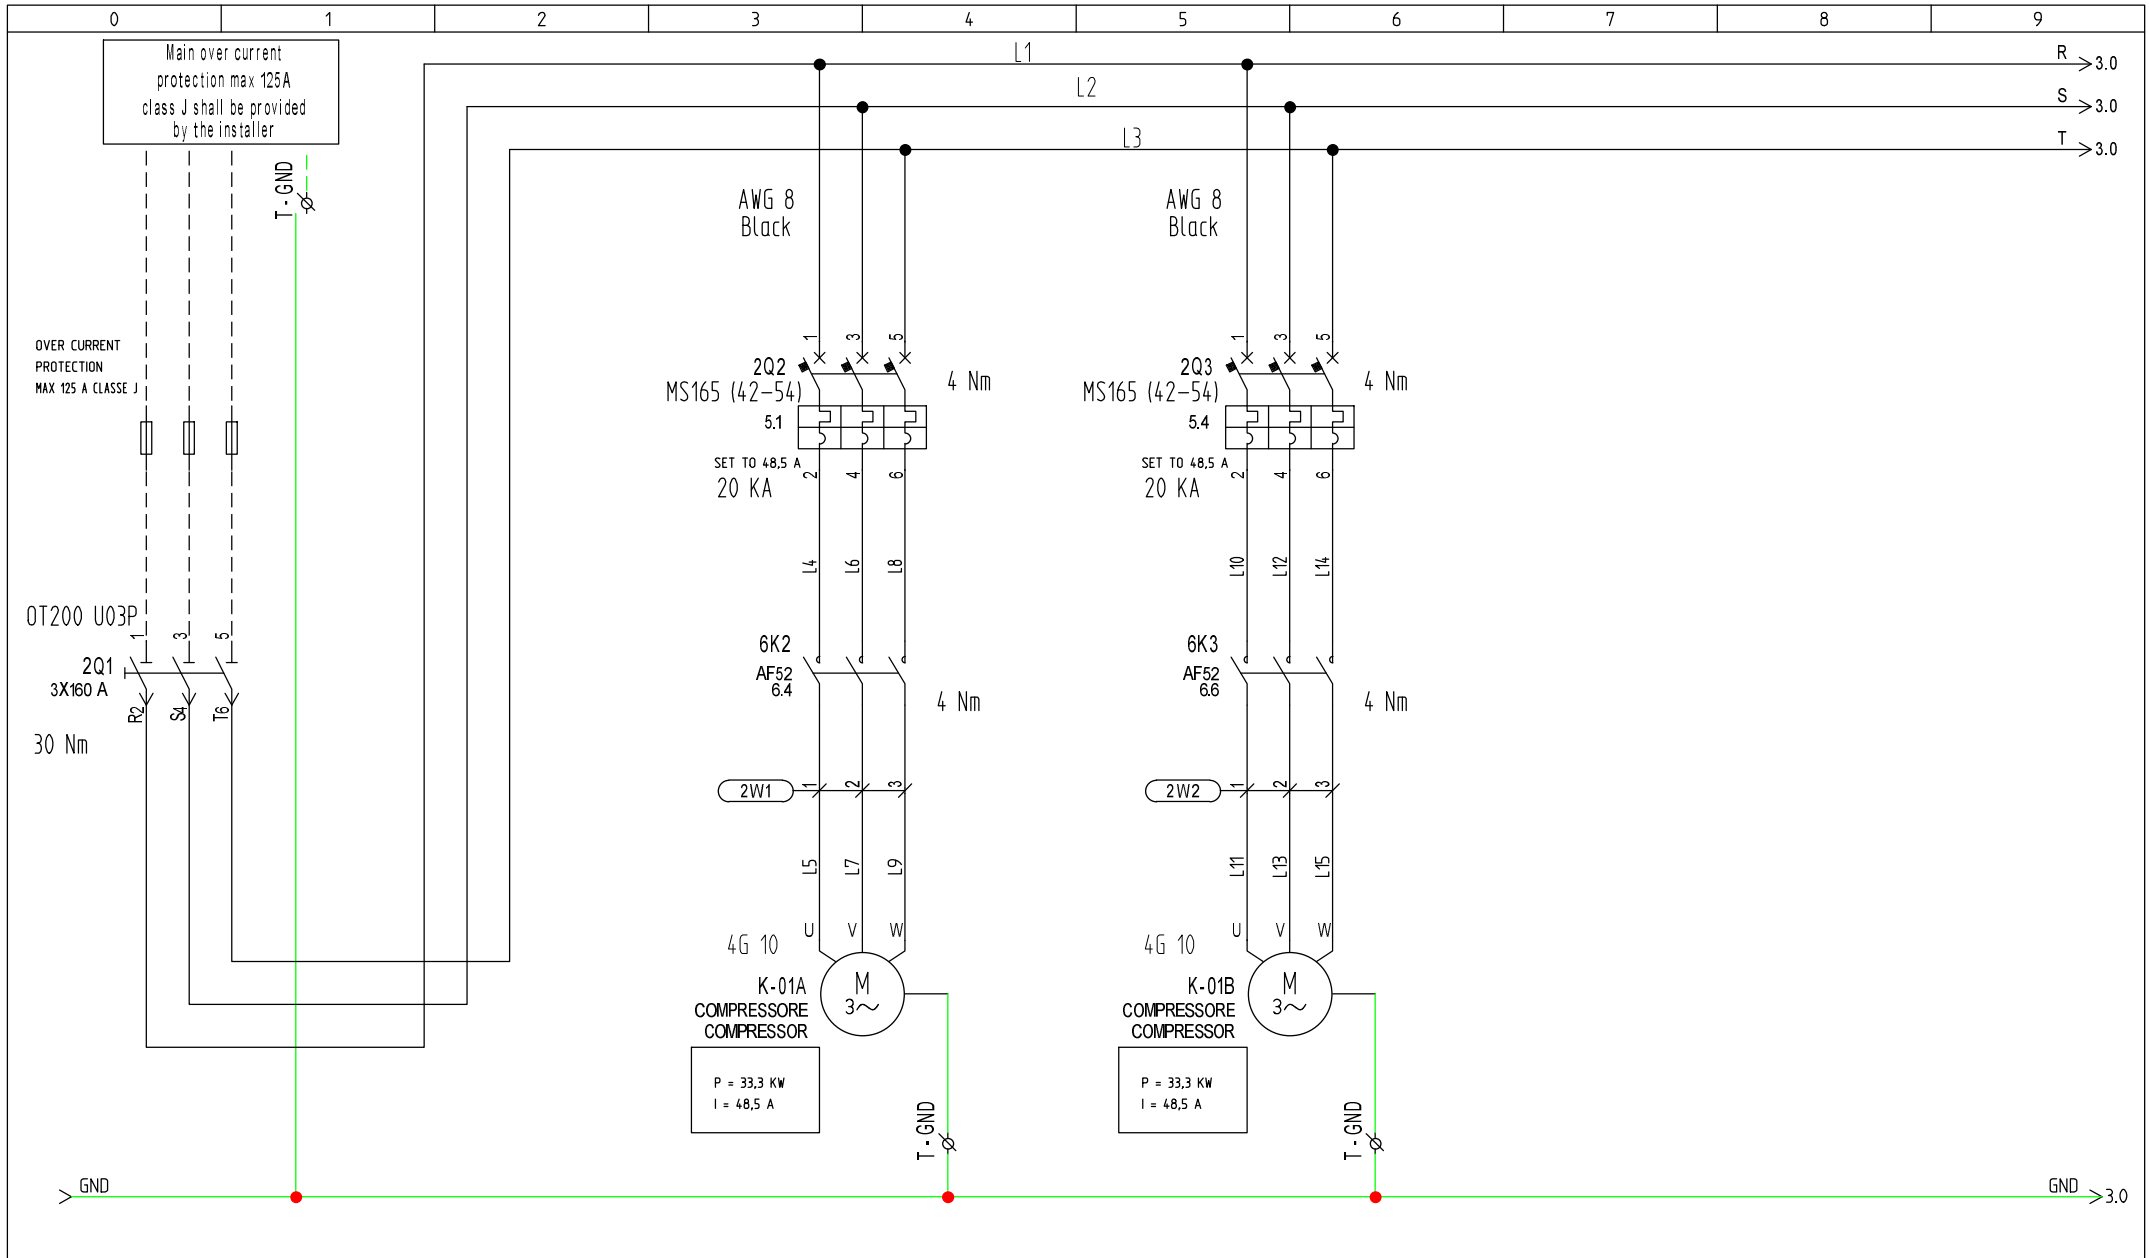 0 1 2 3 4 5 6 7 8 9
Main over current
protection max 125A
class J shall be provided
by the installer
L1
R 3.0
L2
S 3.0
L3
T 3.0
T-GND
AWG 8
Black
AWG 8
Black
OVER CURRENT
PROTECTION
MAX 125 A CLASSE J
1 3 5
2Q2
MS165 (42-54)
5.1
4 Nm
SET TO 48,5 A
20 KA
2 4 6
1 3 5
2Q3
MS165 (42-54)
5.4
4 Nm
SET TO 48,5 A
20 KA
2 4 6
L4 L6 L8
L10 L12 L14
OT200 U03P
1 3 5
2Q1
3X160 A
R2 S4 T6
30 Nm
6K2
AF52
6.4
4 Nm
6K3
AF52
6.6
4 Nm
2W1 1 2 3
2W2 1 2 3
L5 L7 L9
L11 L13 L15
U V W
4G 10
K-01A
COMPRESSORE
COMPRESSOR
M
3~
P = 33,3 KW
I = 48,5 A
T-GND
U V W
4G 10
K-01B
COMPRESSORE
COMPRESSOR
M
3~
P = 33,3 KW
I = 48,5 A
T-GND
GND
GND 3.0